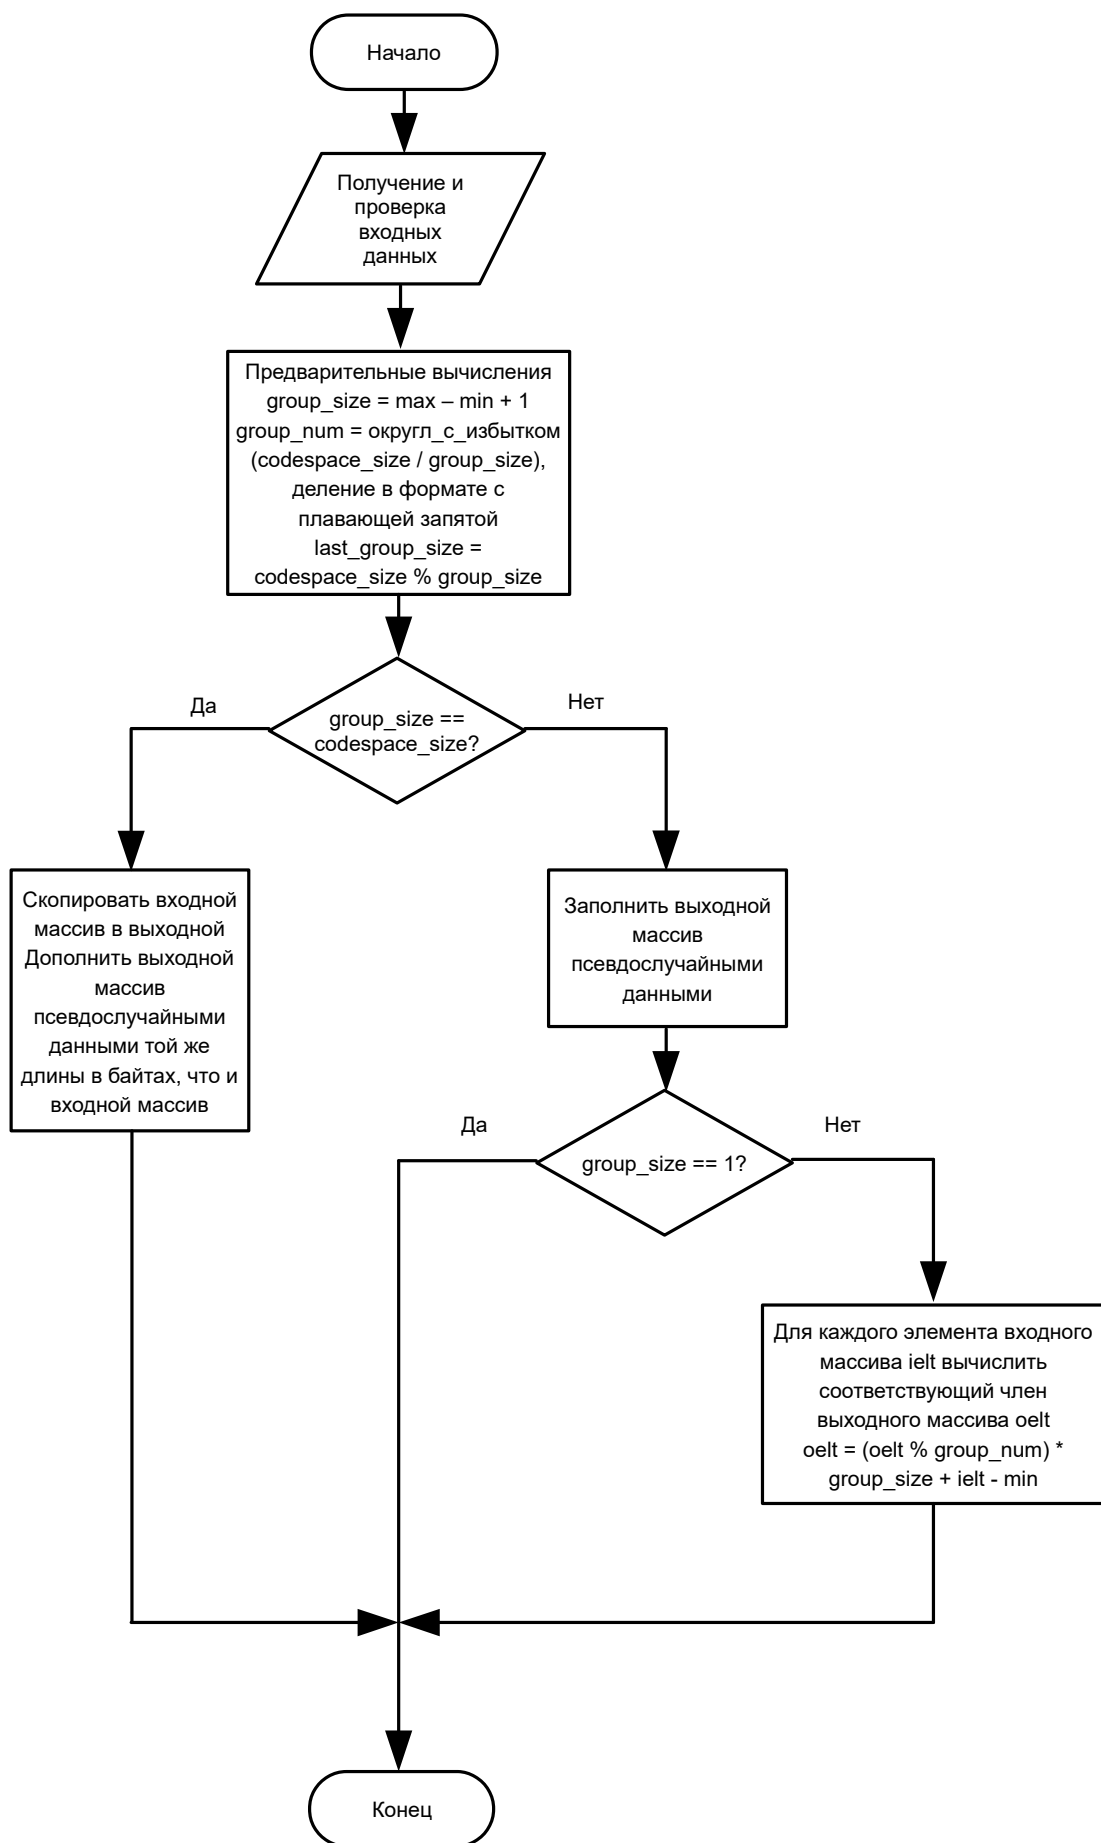 Начало
Получение и
проверка
входных
данных
Предварительные вычисления
group_size = max – min + 1
group_num = округл_с_избытком
(codespace_size / group_size),
деление в формате с
плавающей запятой
last_group_size =
codespace_size % group_size
Да
Нет
group_size ==
codespace_size?
Скопировать входной
массив в выходной
Дополнить выходной
массив
псевдослучайными
данными той же
длины в байтах, что и
входной массив
Заполнить выходной
массив
псевдослучайными
данными
Да
Нет
group_size == 1?
Для каждого элемента входного
массива ielt вычислить
соответствующий член
выходного массива oelt
oelt = (oelt % group_num) *
group_size + ielt - min
Конец